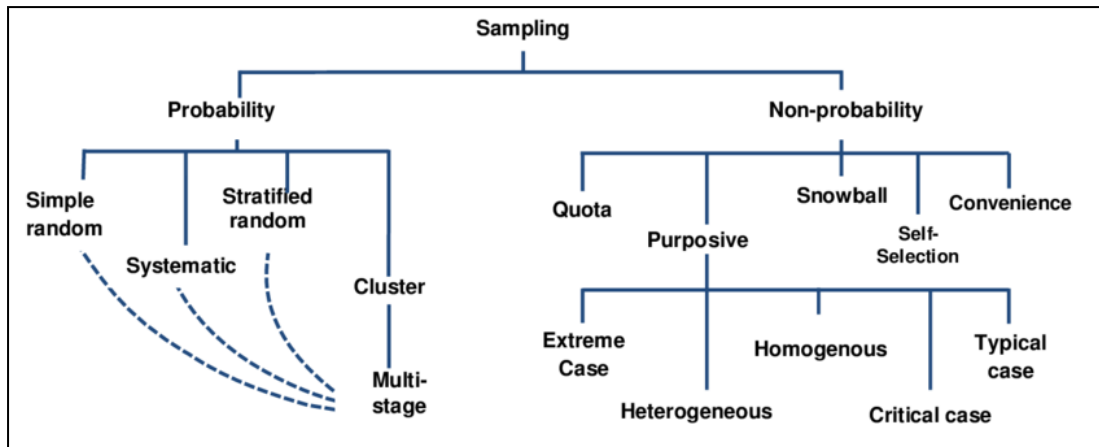 Sampling
Probability
Non-probability
Simple
random
Systematic
Stratified
random
Cluster
Multi-
stage
Quota
Purposive
Snowball
Self-
Selection
Convenience
Extreme
Case
Heterogeneous
Homogenous
Critical case
Typical
case